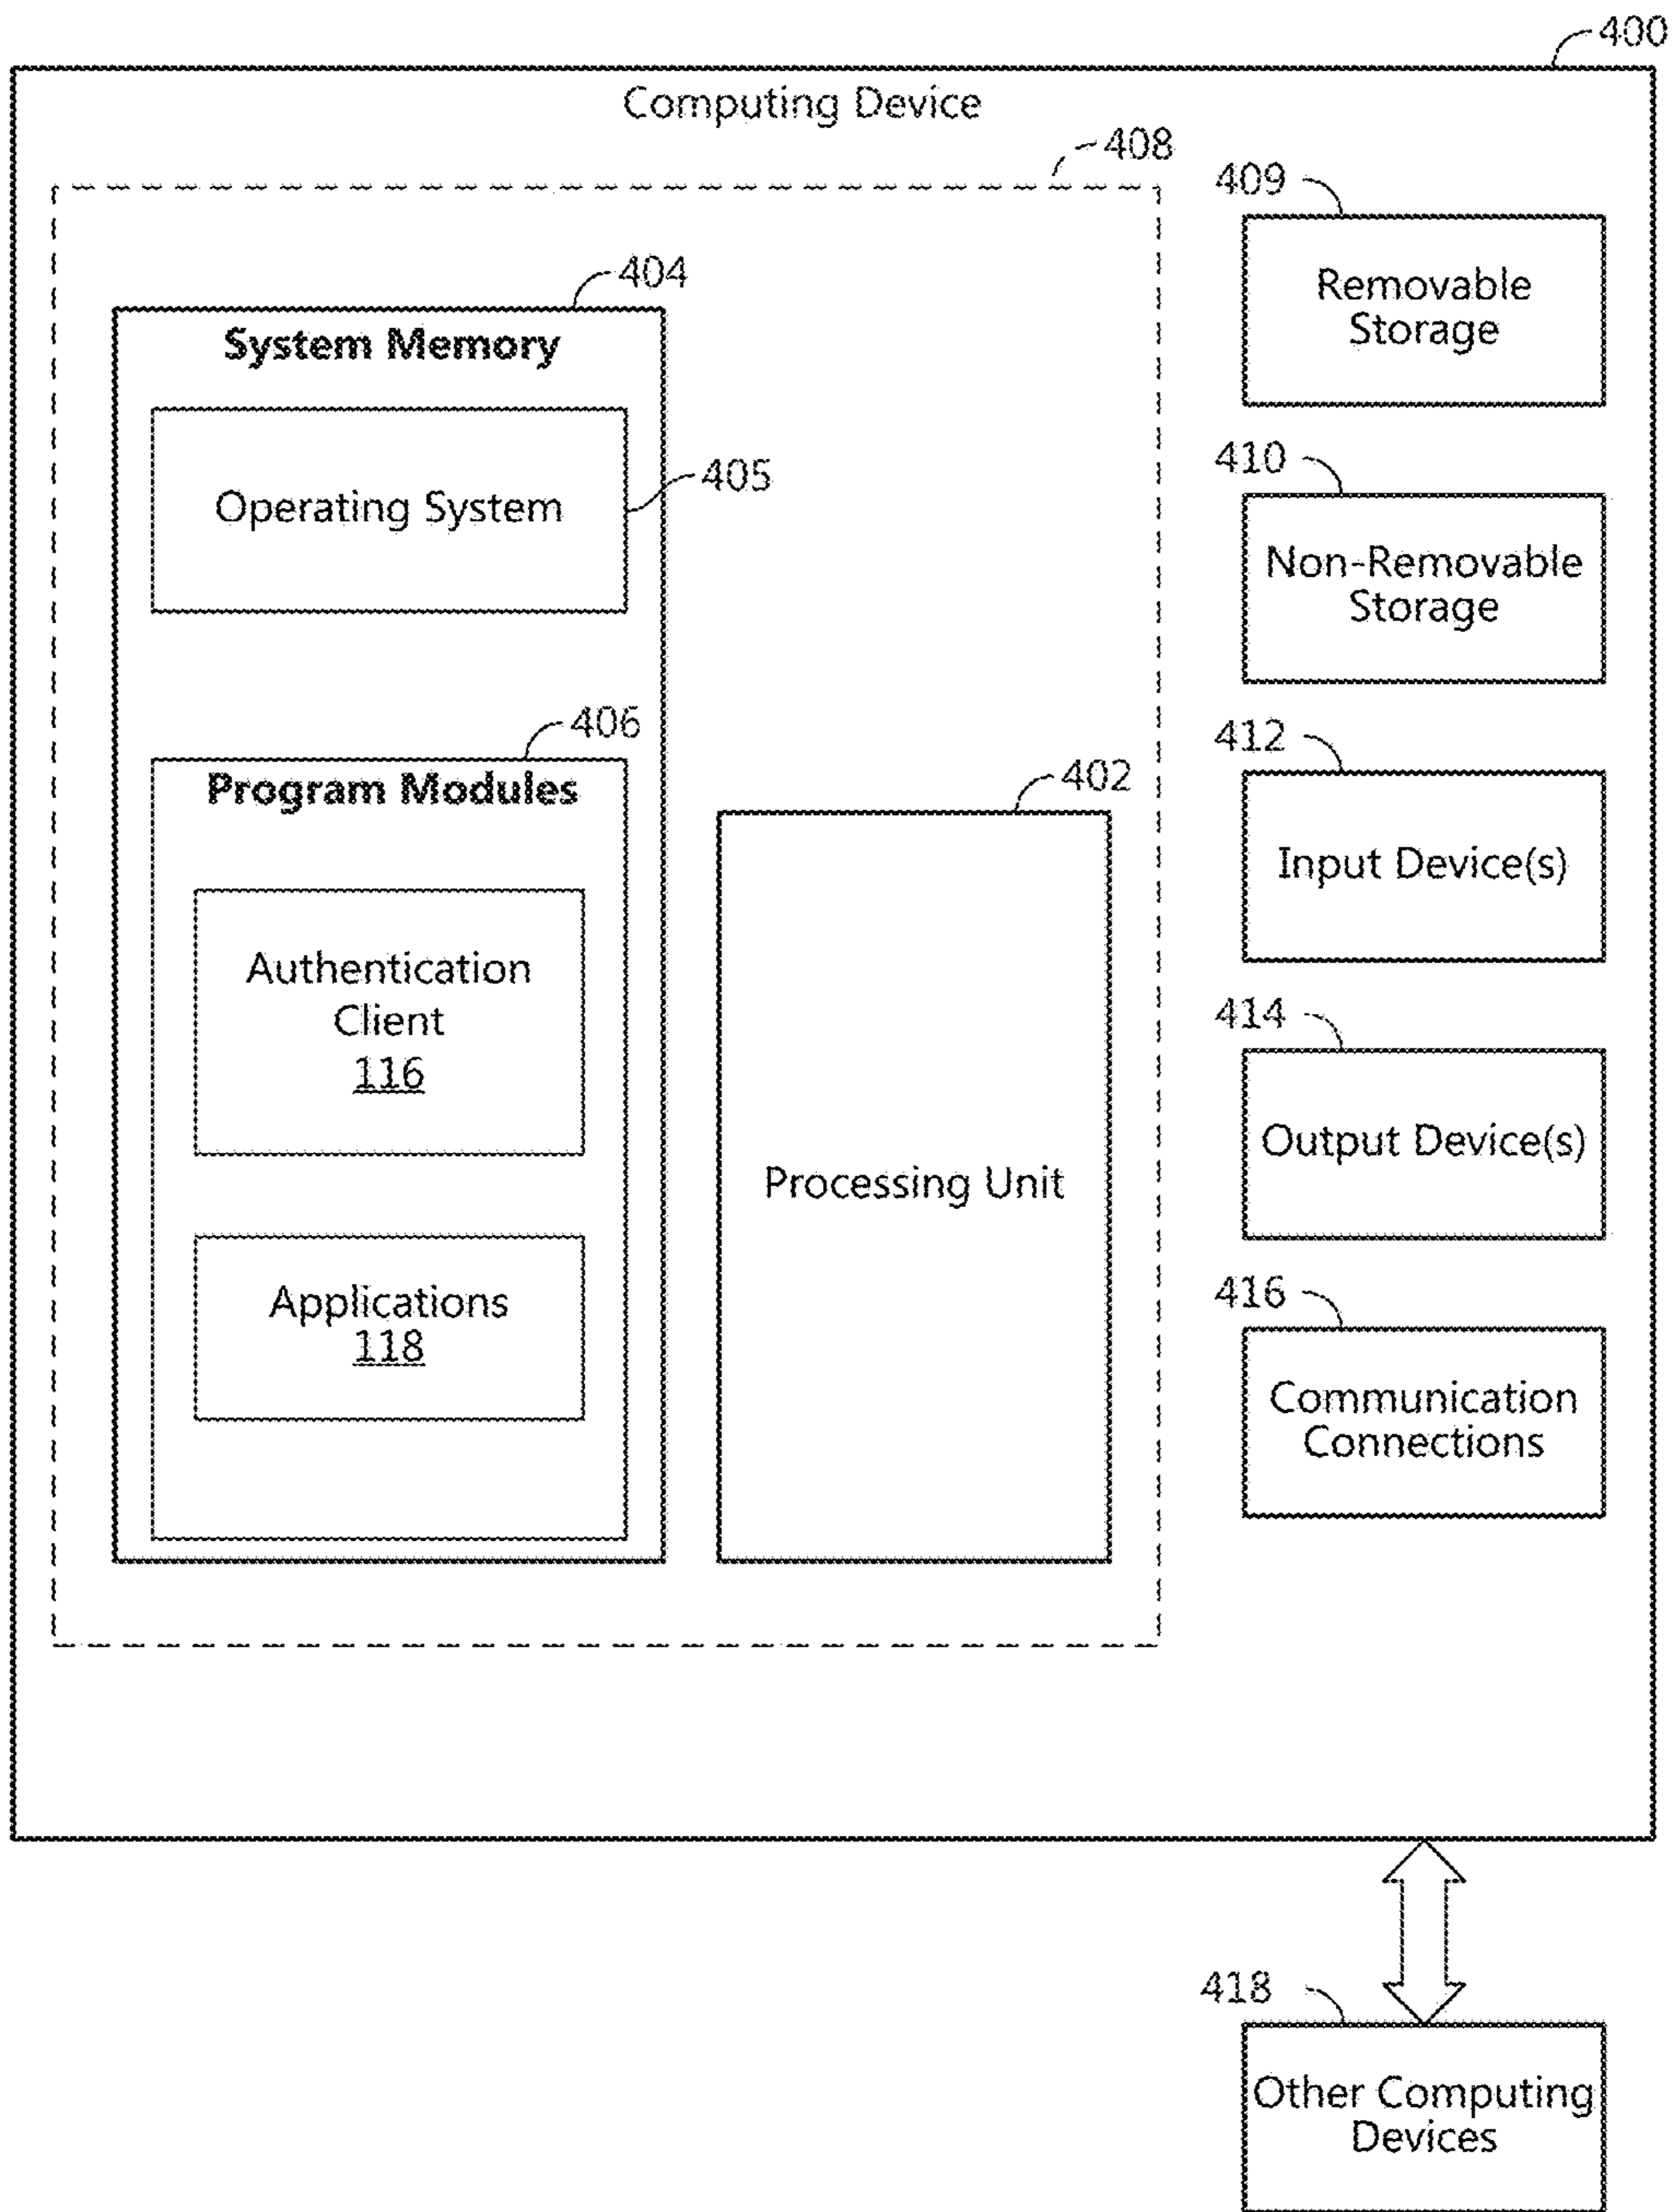 400
Computing Device
408
409
Removable
Storage
404
System Memory
Operating System
405
410
Non-Removable
Storage
406
Program Modules
412
Input Device(s)
402
Authentication
Client
116
Processing Unit
414
Output Device(s)
Applications
118
416
Communication
Connections
418
Other Computing
Devices